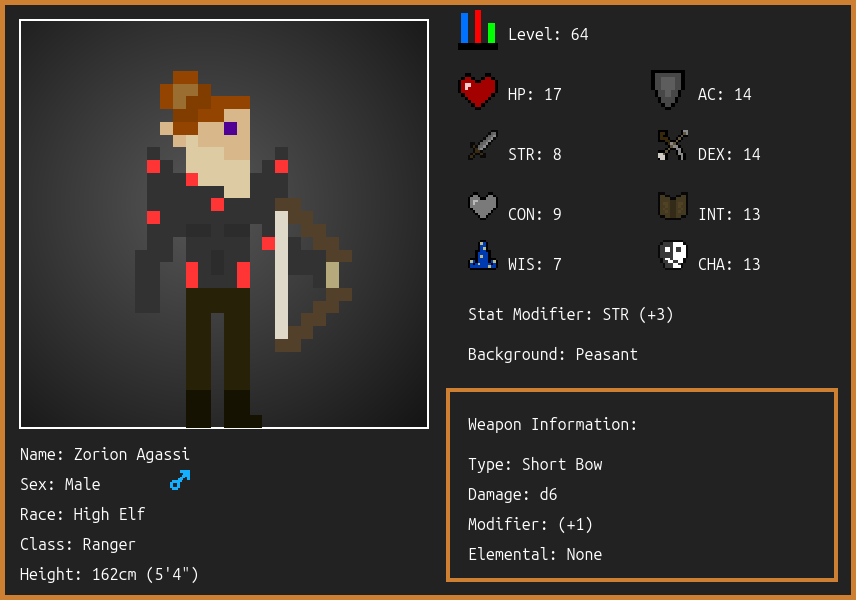 Level: 64
HP: 17
AC: 14
STR: 8
DEX: 14
CON: 9
INT: 13
WIS: 7
CHA: 13
Stat Modifier: STR (+3)
Background: Peasant
Weapon Information:
Type: Short Bow
Damage: d6
Modifier: (+1)
Elemental: None
Name: Zorion Agassi
Sex: Male
Race: High Elf
Class: Ranger
Height: 162cm (5'4")